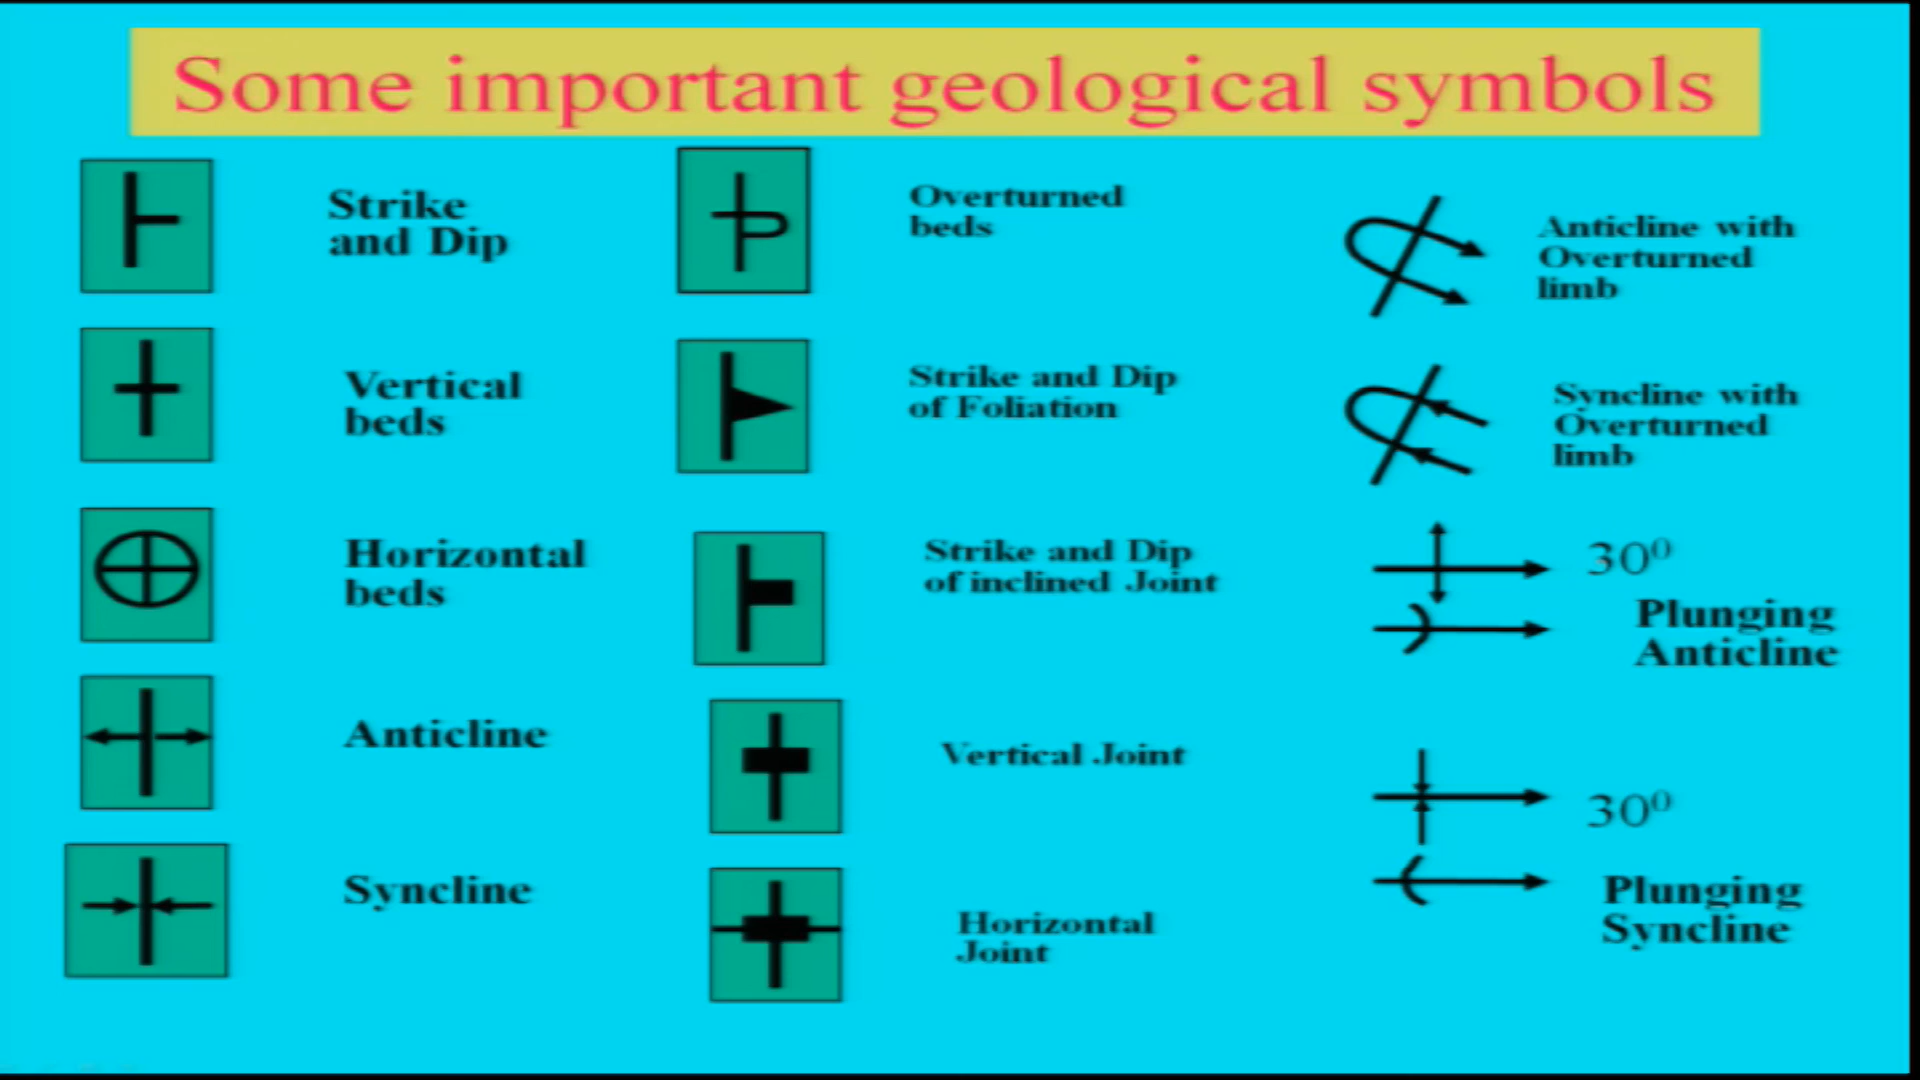 Some important geological symbols
Strike
and Dip
Vertical
beds
Horizontal
beds
Anticline
Syncline
Overturned
beds
Strike and Dip
of Foliation
Strike and Dip
of inclined Joint
Vertical Joint
Horizontal
Joint
Anticline with
Overturned
limb
Syncline with
Overturned
limb
30⁰
Plunging
Anticline
30⁰
Plunging
Syncline